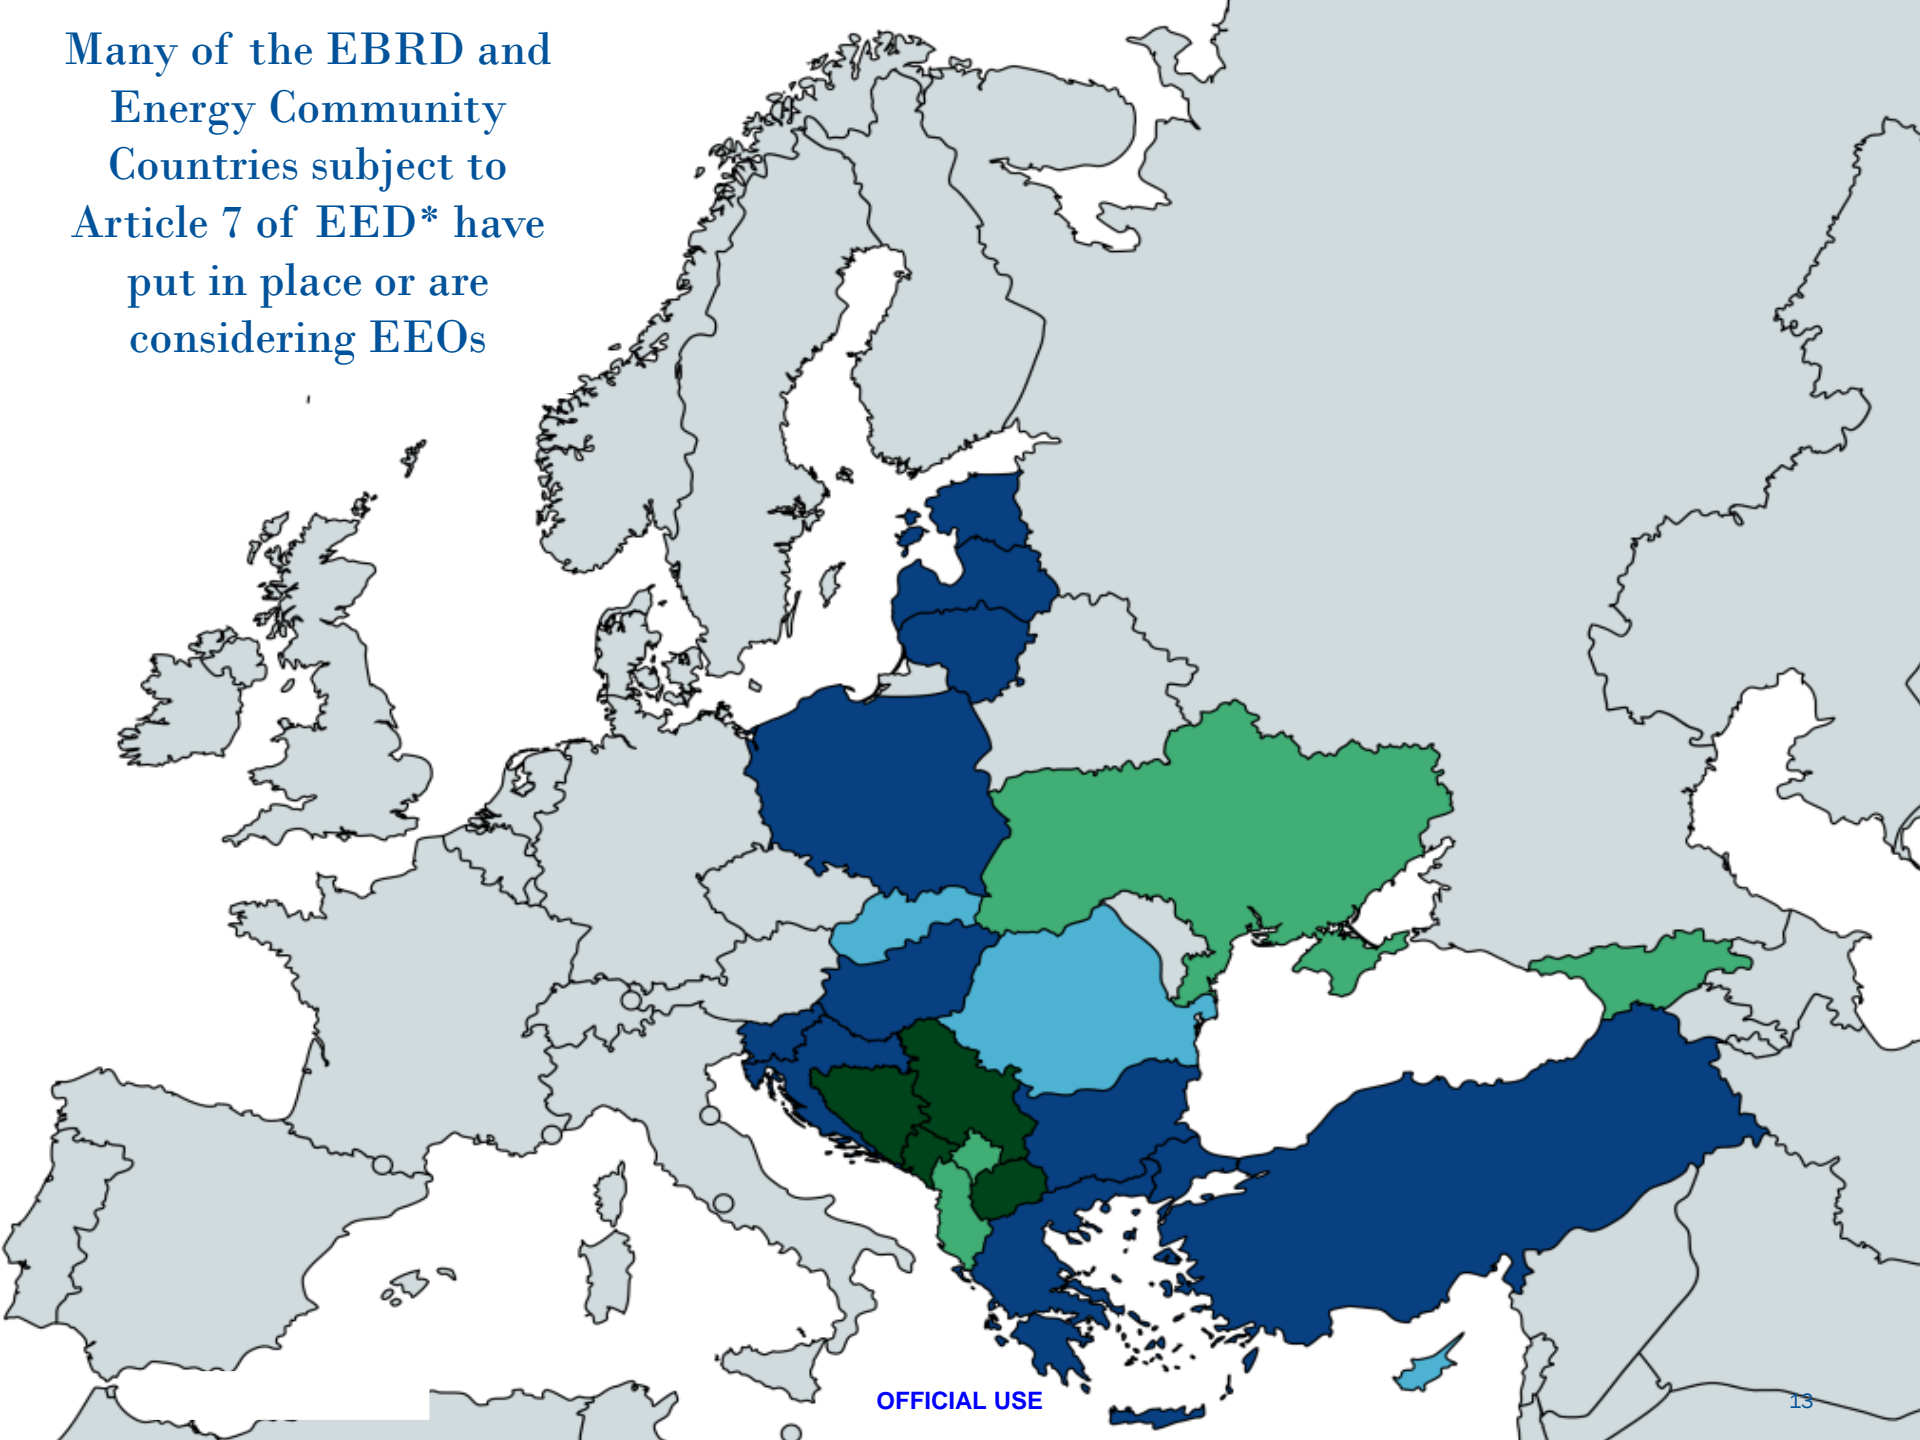 Many of the EBRD and
Energy Community
Countries subject to
Article 7 of EED* have
put in place or are
considering EEOs
OFFICIAL USE
13